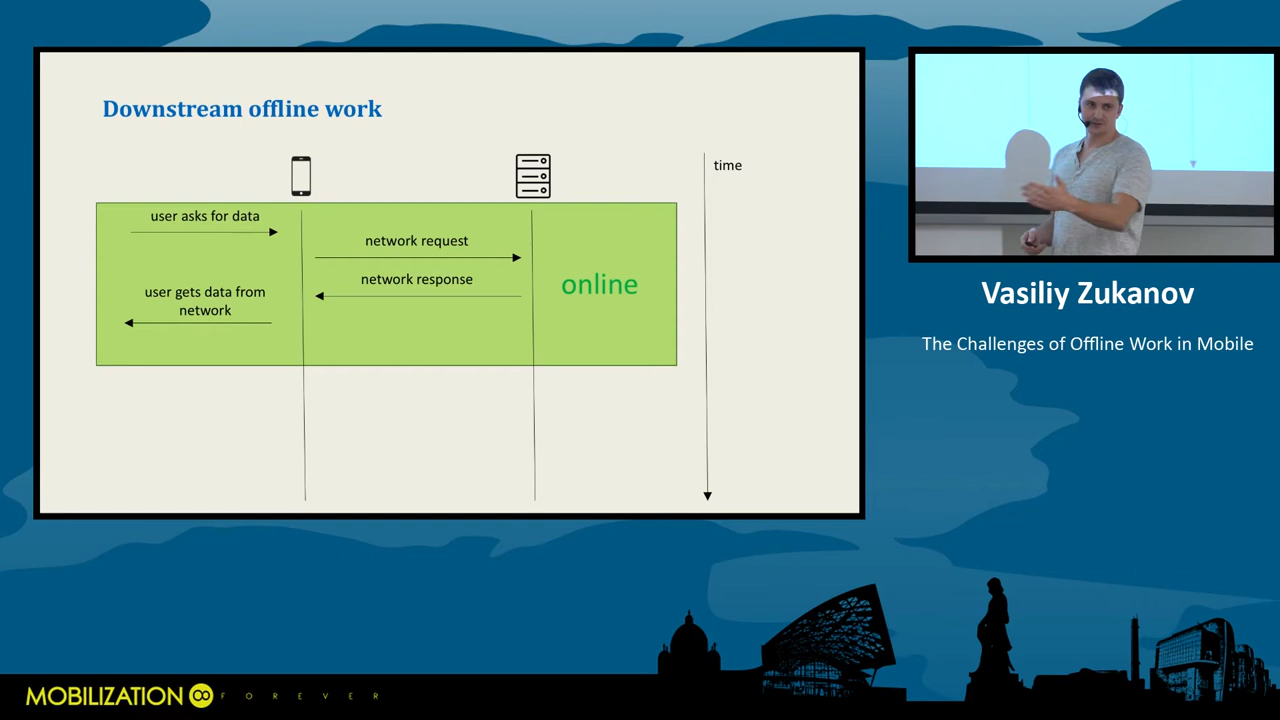 Downstream offline work
time
user asks for data
network request
network response
online
user gets data from
network
Vasiliy Zukanov
The Challenges of Offline Work in Mobile
MOBILIZATION
FOREVER